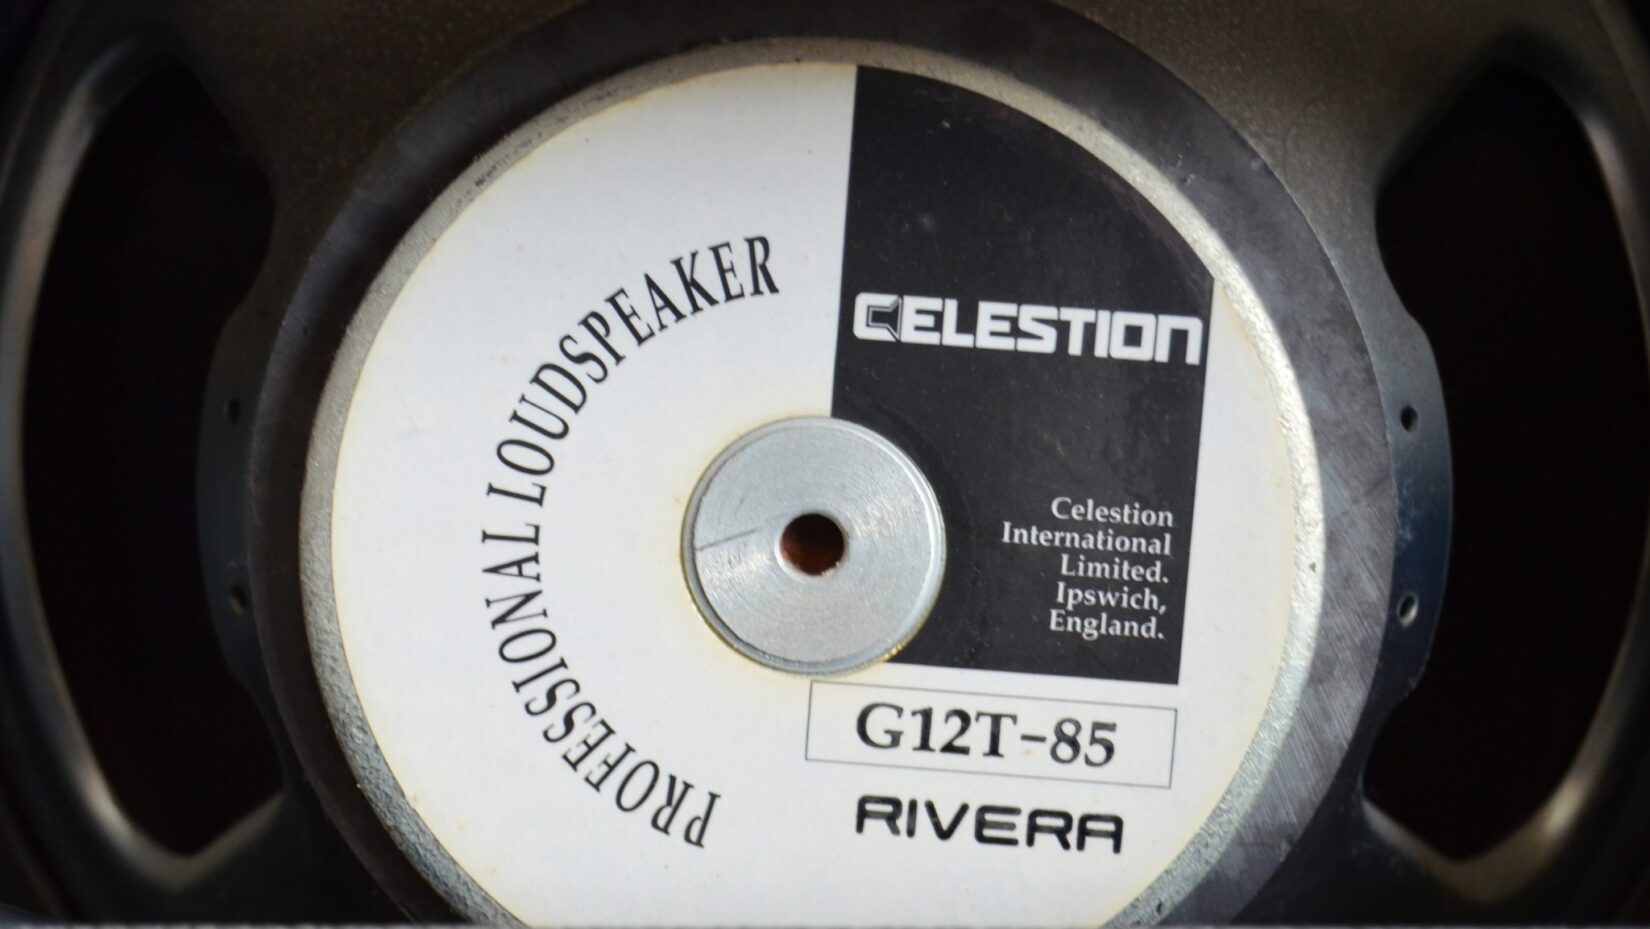 PROFESSIONAL LOUDSPEAKER
CELESTION
Celestion
International
Limited.
Ipswich,
England.
G12T-85
RIVERA